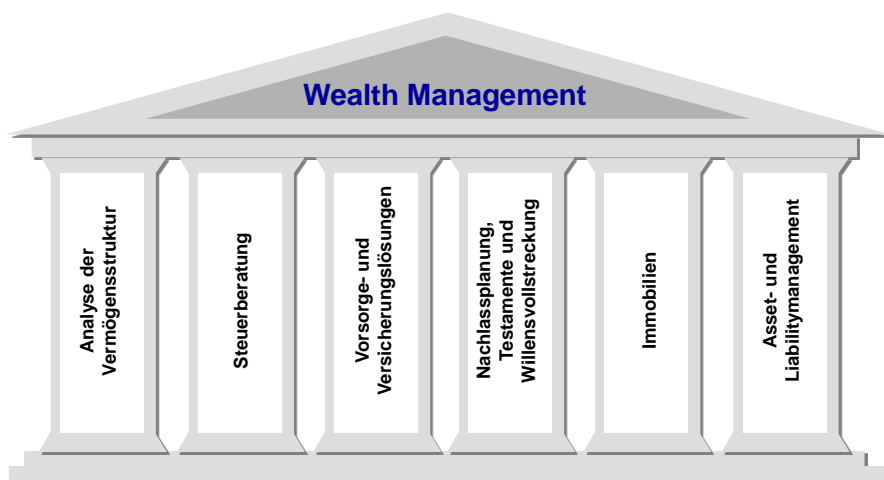 Wealth Management
Analyse der
Vermögensstruktur
Steuerberatung
Vorsorge- und
Versicherungslösungen
Nachlassplanung,
Testamente und
Willensvollstreckung
Immobilien
Asset- und
Liabilitymanagement